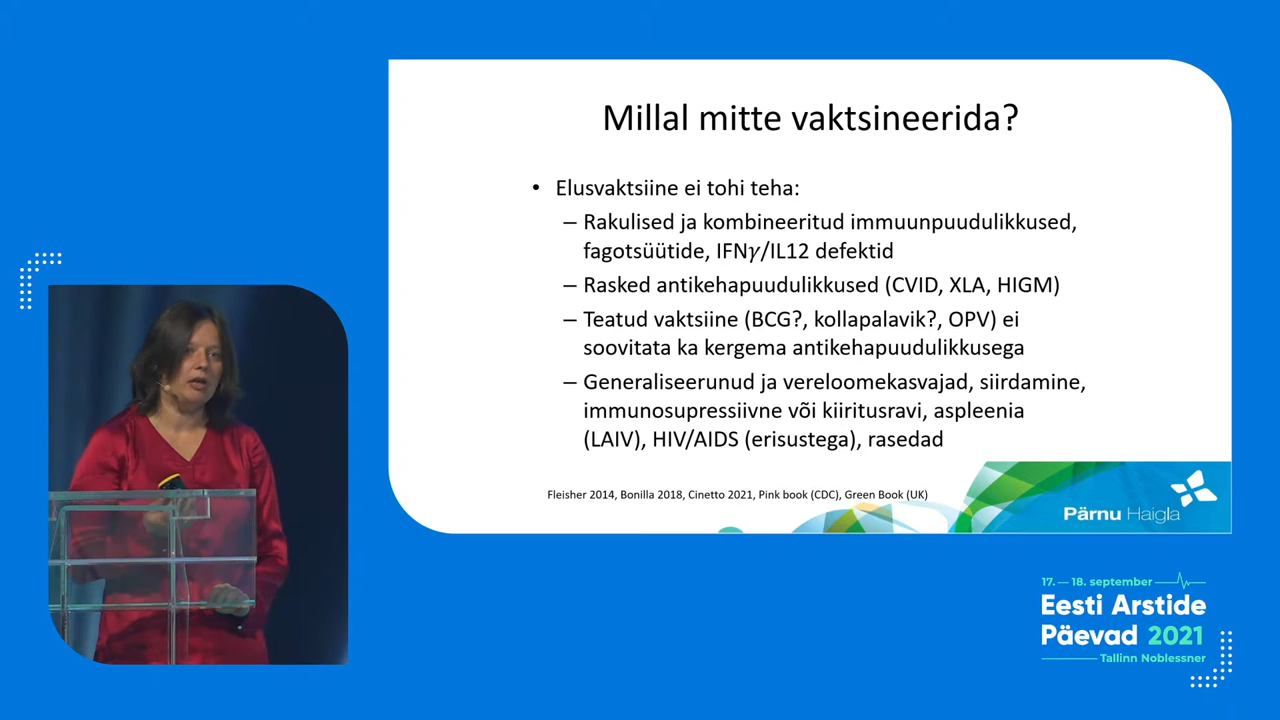 Millal mitte vaktsineerida?
• Elusvaktsiine ei tohi teha:
– Rakulised ja kombineeritud immuunpuudulikkused,
fagotsüütide, IFN𝛾/IL12 defektid
– Rasked antikehapuudulikkused (CVID, XLA, HIGM)
– Teatud vaktsiine (BCG?, kollapalavik?, OPV) ei
soovitata ka kergema antikehapuudulikkusega
– Generaliseerunud ja vereloomekasvajad, siirdamine,
immunosupressiivne või kiiritusravi, aspleenia
(LAIV), HIV/AIDS (erisustega), rasedad
Fleisher 2014, Bonilla 2018, Cinetto 2021, Pink book (CDC), Green Book (UK)
Pärnu Haigla
17. — 18. september
Eesti Arstide
Päevad 2021
Tallinn Noblessner